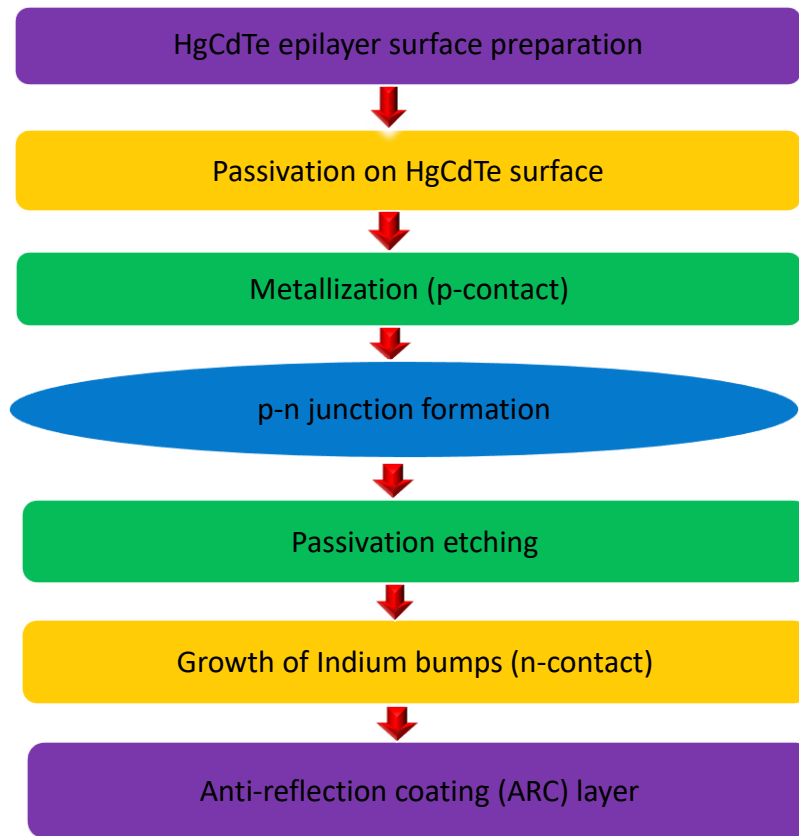 HgCdTe epilayer surface preparation
Passivation on HgCdTe surface
Metallization (p-contact)
p-n junction formation
Passivation etching
Growth of Indium bumps (n-contact)
Anti-reflection coating (ARC) layer